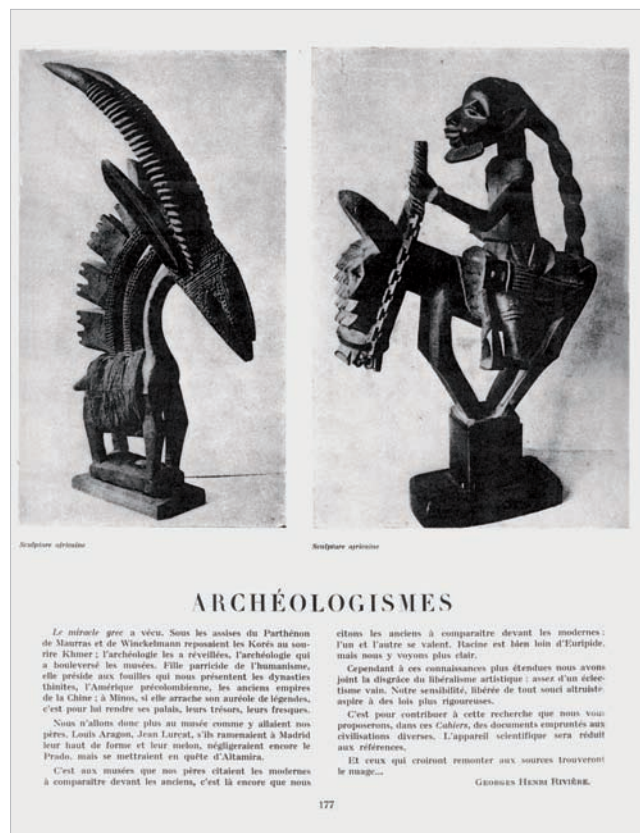 Sculpture africaine
Sculpture africaine
ARCHÉOLOGISMES
Le miracle grec a vécu. Sous les assises du Parthénon
de Maurras et de Winckelmann reposaient les Korés au sou-
rire Khmer ; l'archéologie les a réveillées, l'archéologie qui
a bouleversé les musées. Fille parricide de l'humanisme,
elle préside aux fouilles qui nous présentent les dynasties
thinites, l'Amérique précolombienne, les anciens empires
de la Chine ; à Minos, si elle arrache son auréole de légendes,
c'est pour lui rendre ses palais, leurs trésors, leurs fresques.
Nous n'allons donc plus au musée comme y allaient nos
pères. Louis Aragon, Jean Lurçat, s'ils ramenaient à Madrid
leur haut de forme et leur melon, négligeraient encore le
Prado, mais se mettraient en quête d'Altamira.
C'est aux musées que nos pères citaient les modernes
à comparaître devant les anciens, c'est là encore que nous
citons les anciens à comparaître devant les modernes :
l'un et l'autre se valent. Racine est bien loin d'Euripide,
mais nous y voyons plus clair.
Cependant à ces connaissances plus étendues nous avons
joint la disgrâce du libéralisme artistique : assez d'un éclec-
tisme vain. Notre sensibilité, libérée de tout souci altruiste
aspire à des lois plus rigoureuses.
C'est pour contribuer à cette recherche que nous vous
proposerons, dans ces Cahiers, des documents empruntés aux
civilisations diverses. L'appareil scientifique sera réduit
aux références.
Et ceux qui croiront remonter aux sources trouveront
le nuage...
GEORGES HENRI RIVIÈRE.
177